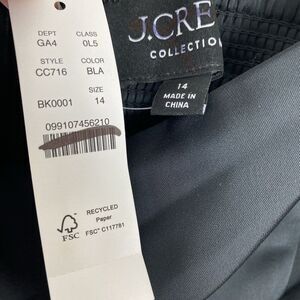 DEPT CLASS
GA4 0L5
STYLE COLOR
CC716 BLA
SIZE
BK0001 14
099107456210
FSC
RECYCLED
Paper
FSC® C117781
J.CRE
COLLECTIO
14
MADE IN
CHINA